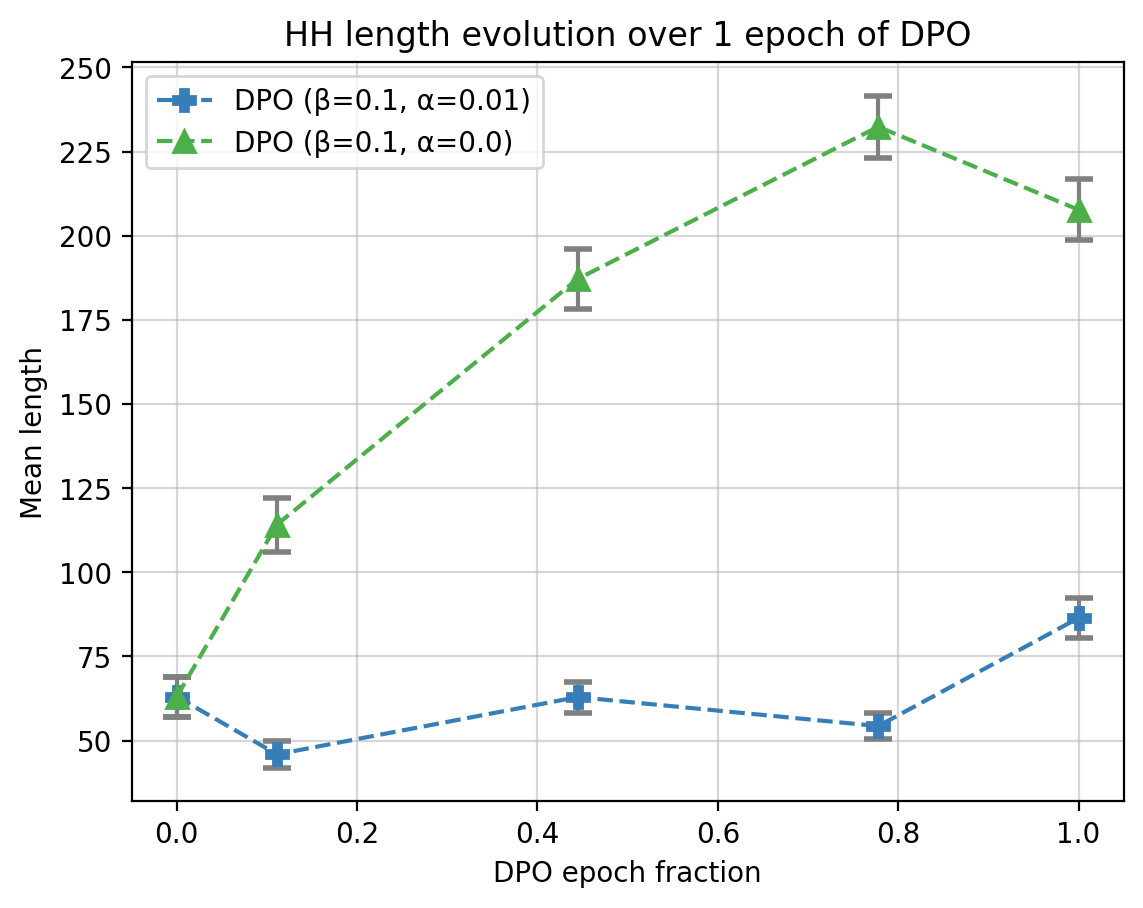 HH length evolution over 1 epoch of DPO
250
225
200
175
150
125
100
75
50
Mean length
DPO (β=0.1, α=0.01)
DPO (β=0.1, α=0.0)
0.0 0.2 0.4 0.6 0.8 1.0
DPO epoch fraction